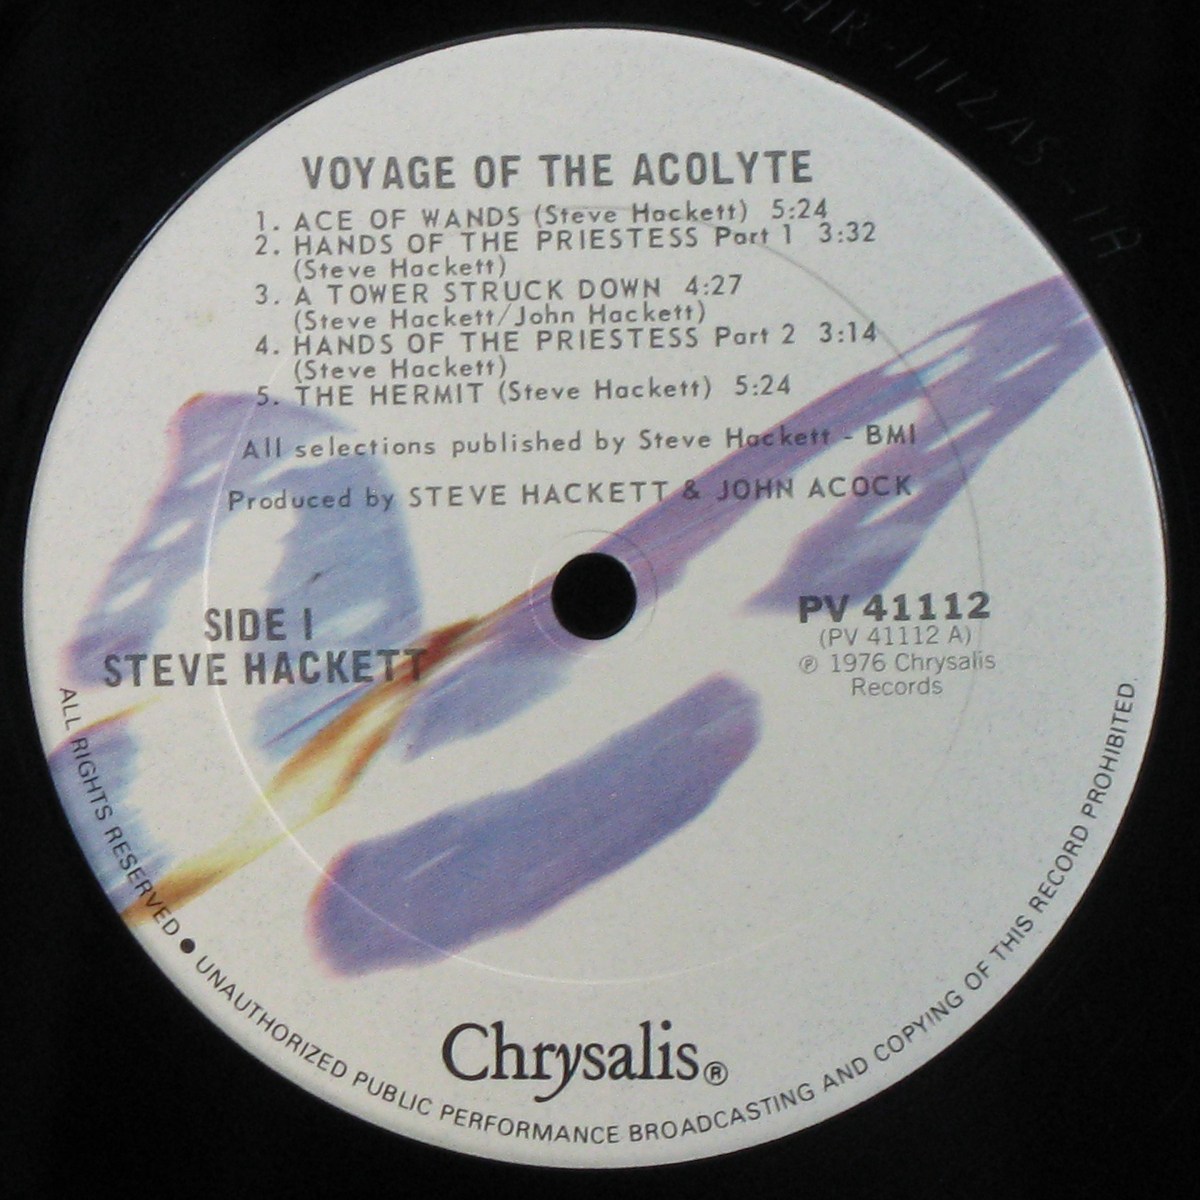 CHR-1112AS-1A
VOYAGE OF THE ACOLYTE
1. ACE OF WANDS (Steve Hackett) 5:24
2. HANDS OF THE PRIESTESS Part 1 3:32
(Steve Hackett)
3. A TOWER STRUCK DOWN 4:27
(Steve Hackett/John Hackett)
4. HANDS OF THE PRIESTESS Part 2 3:14
(Steve Hackett)
5. THE HERMIT (Steve Hackett) 5:24
All selections published by Steve Hackett - BMI
Produced by STEVE HACKETT & JOHN ACOCK
SIDE I
STEVE HACKETT
PV 41112
(PV 41112 A)
℗ 1976 Chrysalis
Records
Chrysalis®
ALL RIGHTS RESERVED ● UNAUTHORIZED PUBLIC PERFORMANCE BROADCASTING AND COPYING OF THIS RECORD PROHIBITED.